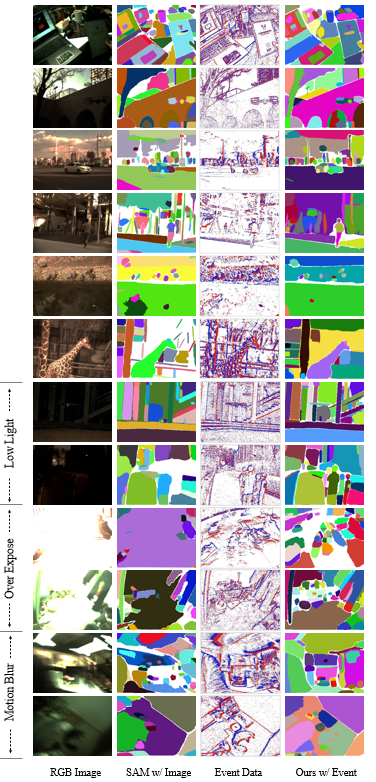 Low Light
Over Expose
Motion Blur
RGB Image
SAM w/ Image
Event Data
Ours w/ Event